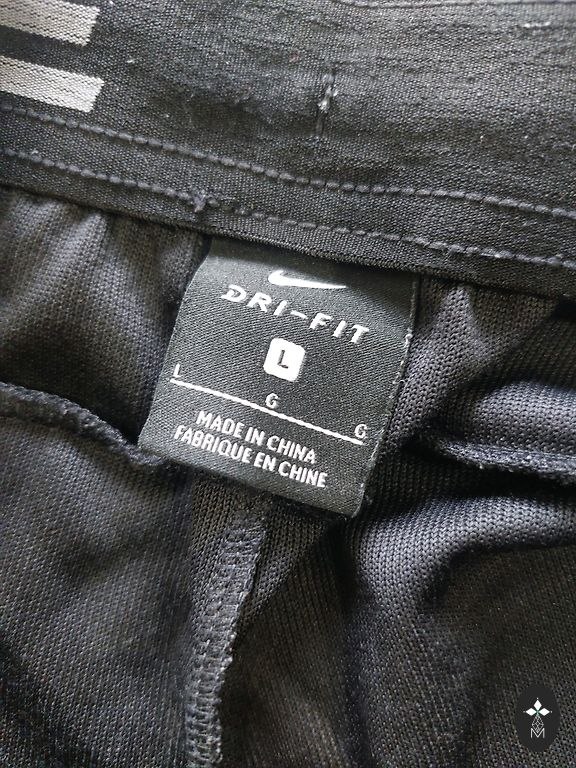 DRI-FIT
L
L G G
MADE IN CHINA
FABRIQUE EN CHINE
M